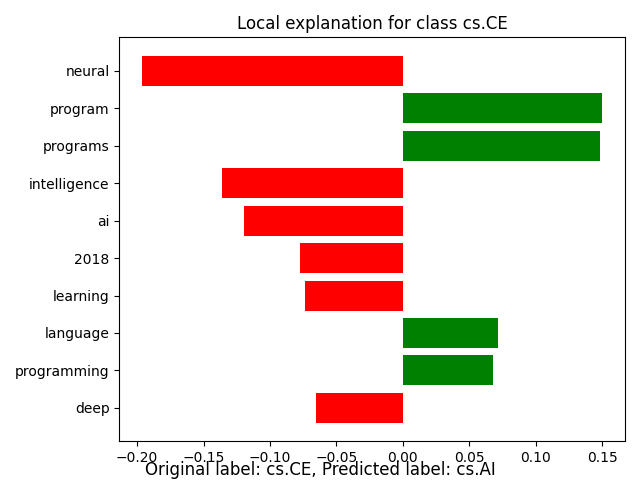 Local explanation for class cs.CE
neural
program
programs
intelligence
ai
2018
learning
language
programming
deep
−0.20 −0.15 −0.10 −0.05 0.00 0.05 0.10 0.15
Original label: cs.CE, Predicted label: cs.AI